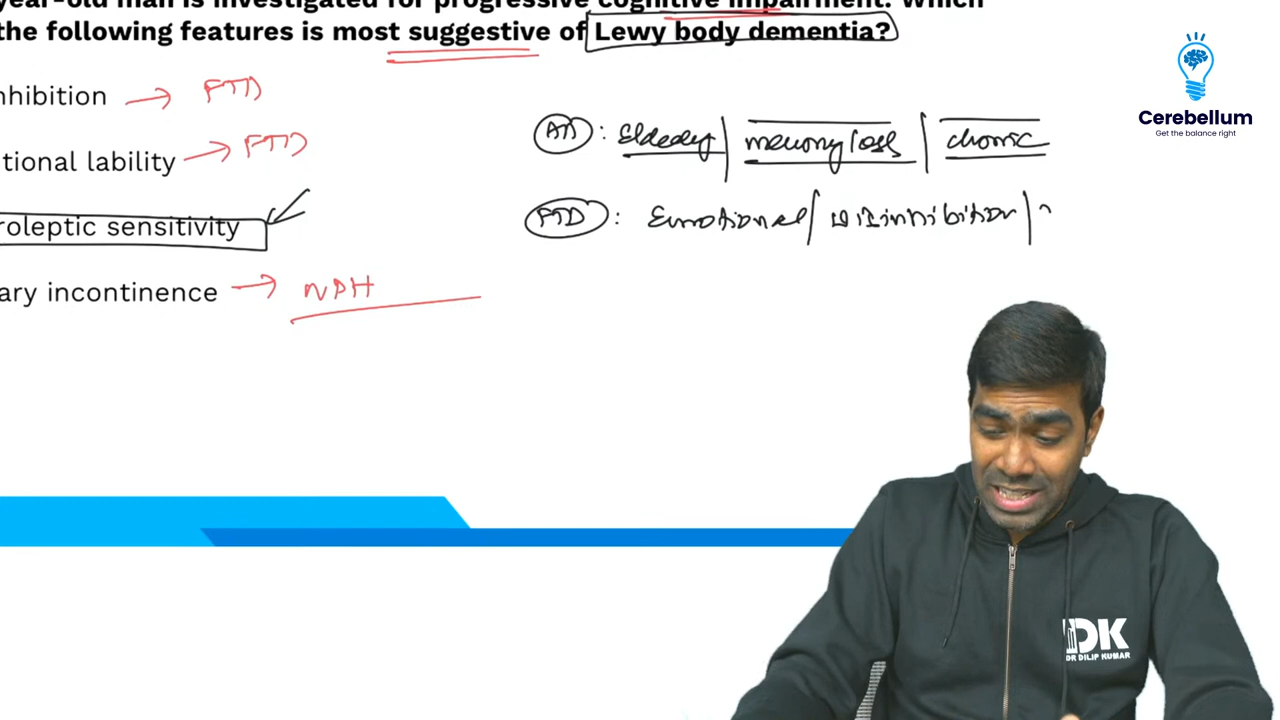 year-old man is investigated for progressive cognitive impairment. Which
the following features is most suggestive of Lewy body dementia?
nhibition → FTD
tional lability → FTD
roleptic sensitivity
ary incontinence → NPH
AD : Elderly | memory loss | chronic
FTD : Emotional | Disinhibition |
Cerebellum
Get the balance right
DK
DR DILIP KUMAR